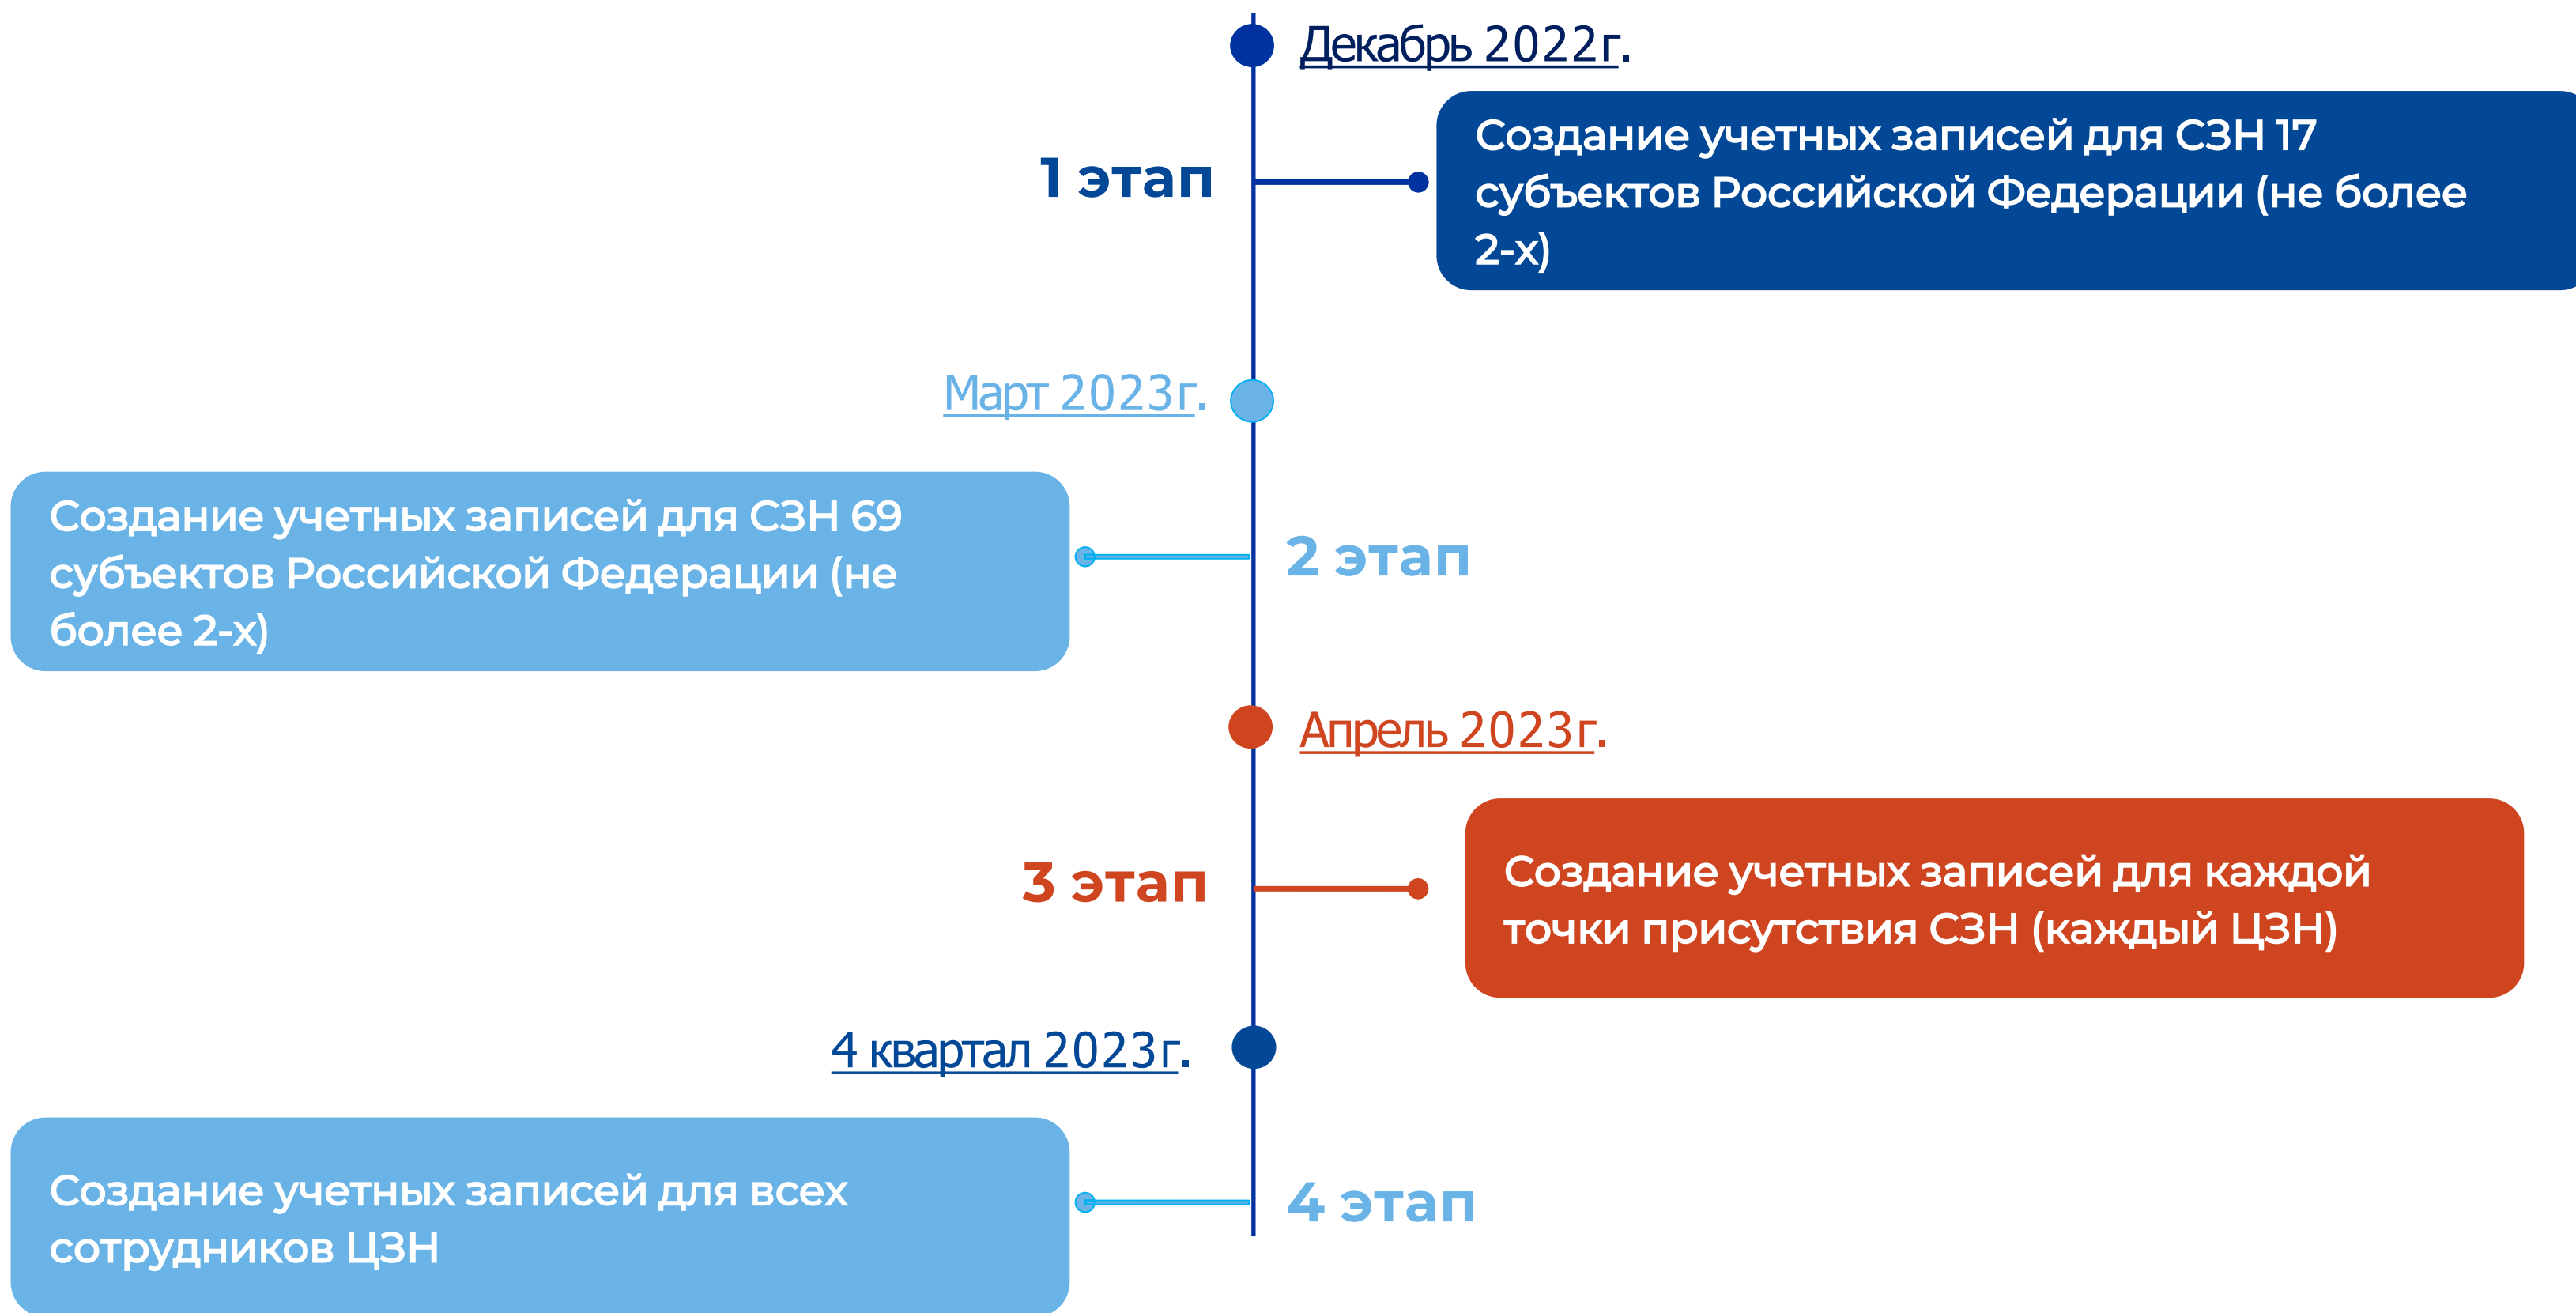 Декабрь 2022г.
1 этап
Создание учетных записей для СЗН 17
субъектов Российской Федерации (не более
2-х)
Март 2023г.
Создание учетных записей для СЗН 69
субъектов Российской Федерации (не
более 2-х)
2 этап
Апрель 2023г.
3 этап
Создание учетных записей для каждой
точки присутствия СЗН (каждый ЦЗН)
4 квартал 2023г.
Создание учетных записей для всех
сотрудников ЦЗН
4 этап